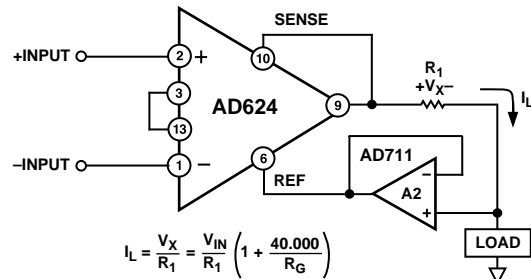 SENSE
+INPUT
2
+
10
3
AD624
13
9
R1
+VX–
IL
–INPUT
1
–
6
REF
AD711
–
A2
+
LOAD
IL = VX/R1 = VIN/R1 (1 + 40.000/RG)